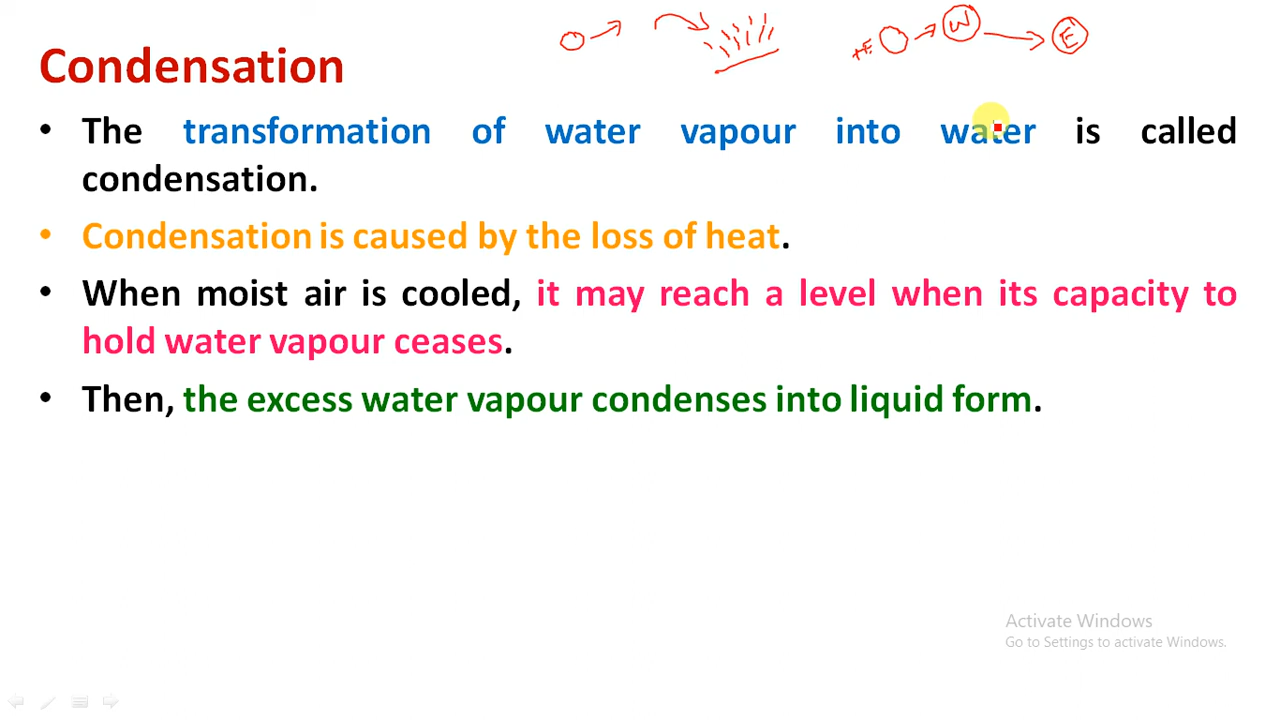 W
E
Condensation
• The transformation of water vapour into water is called
condensation.
• Condensation is caused by the loss of heat.
• When moist air is cooled, it may reach a level when its capacity to
hold water vapour ceases.
• Then, the excess water vapour condenses into liquid form.
Activate Windows
Go to Settings to activate Windows.